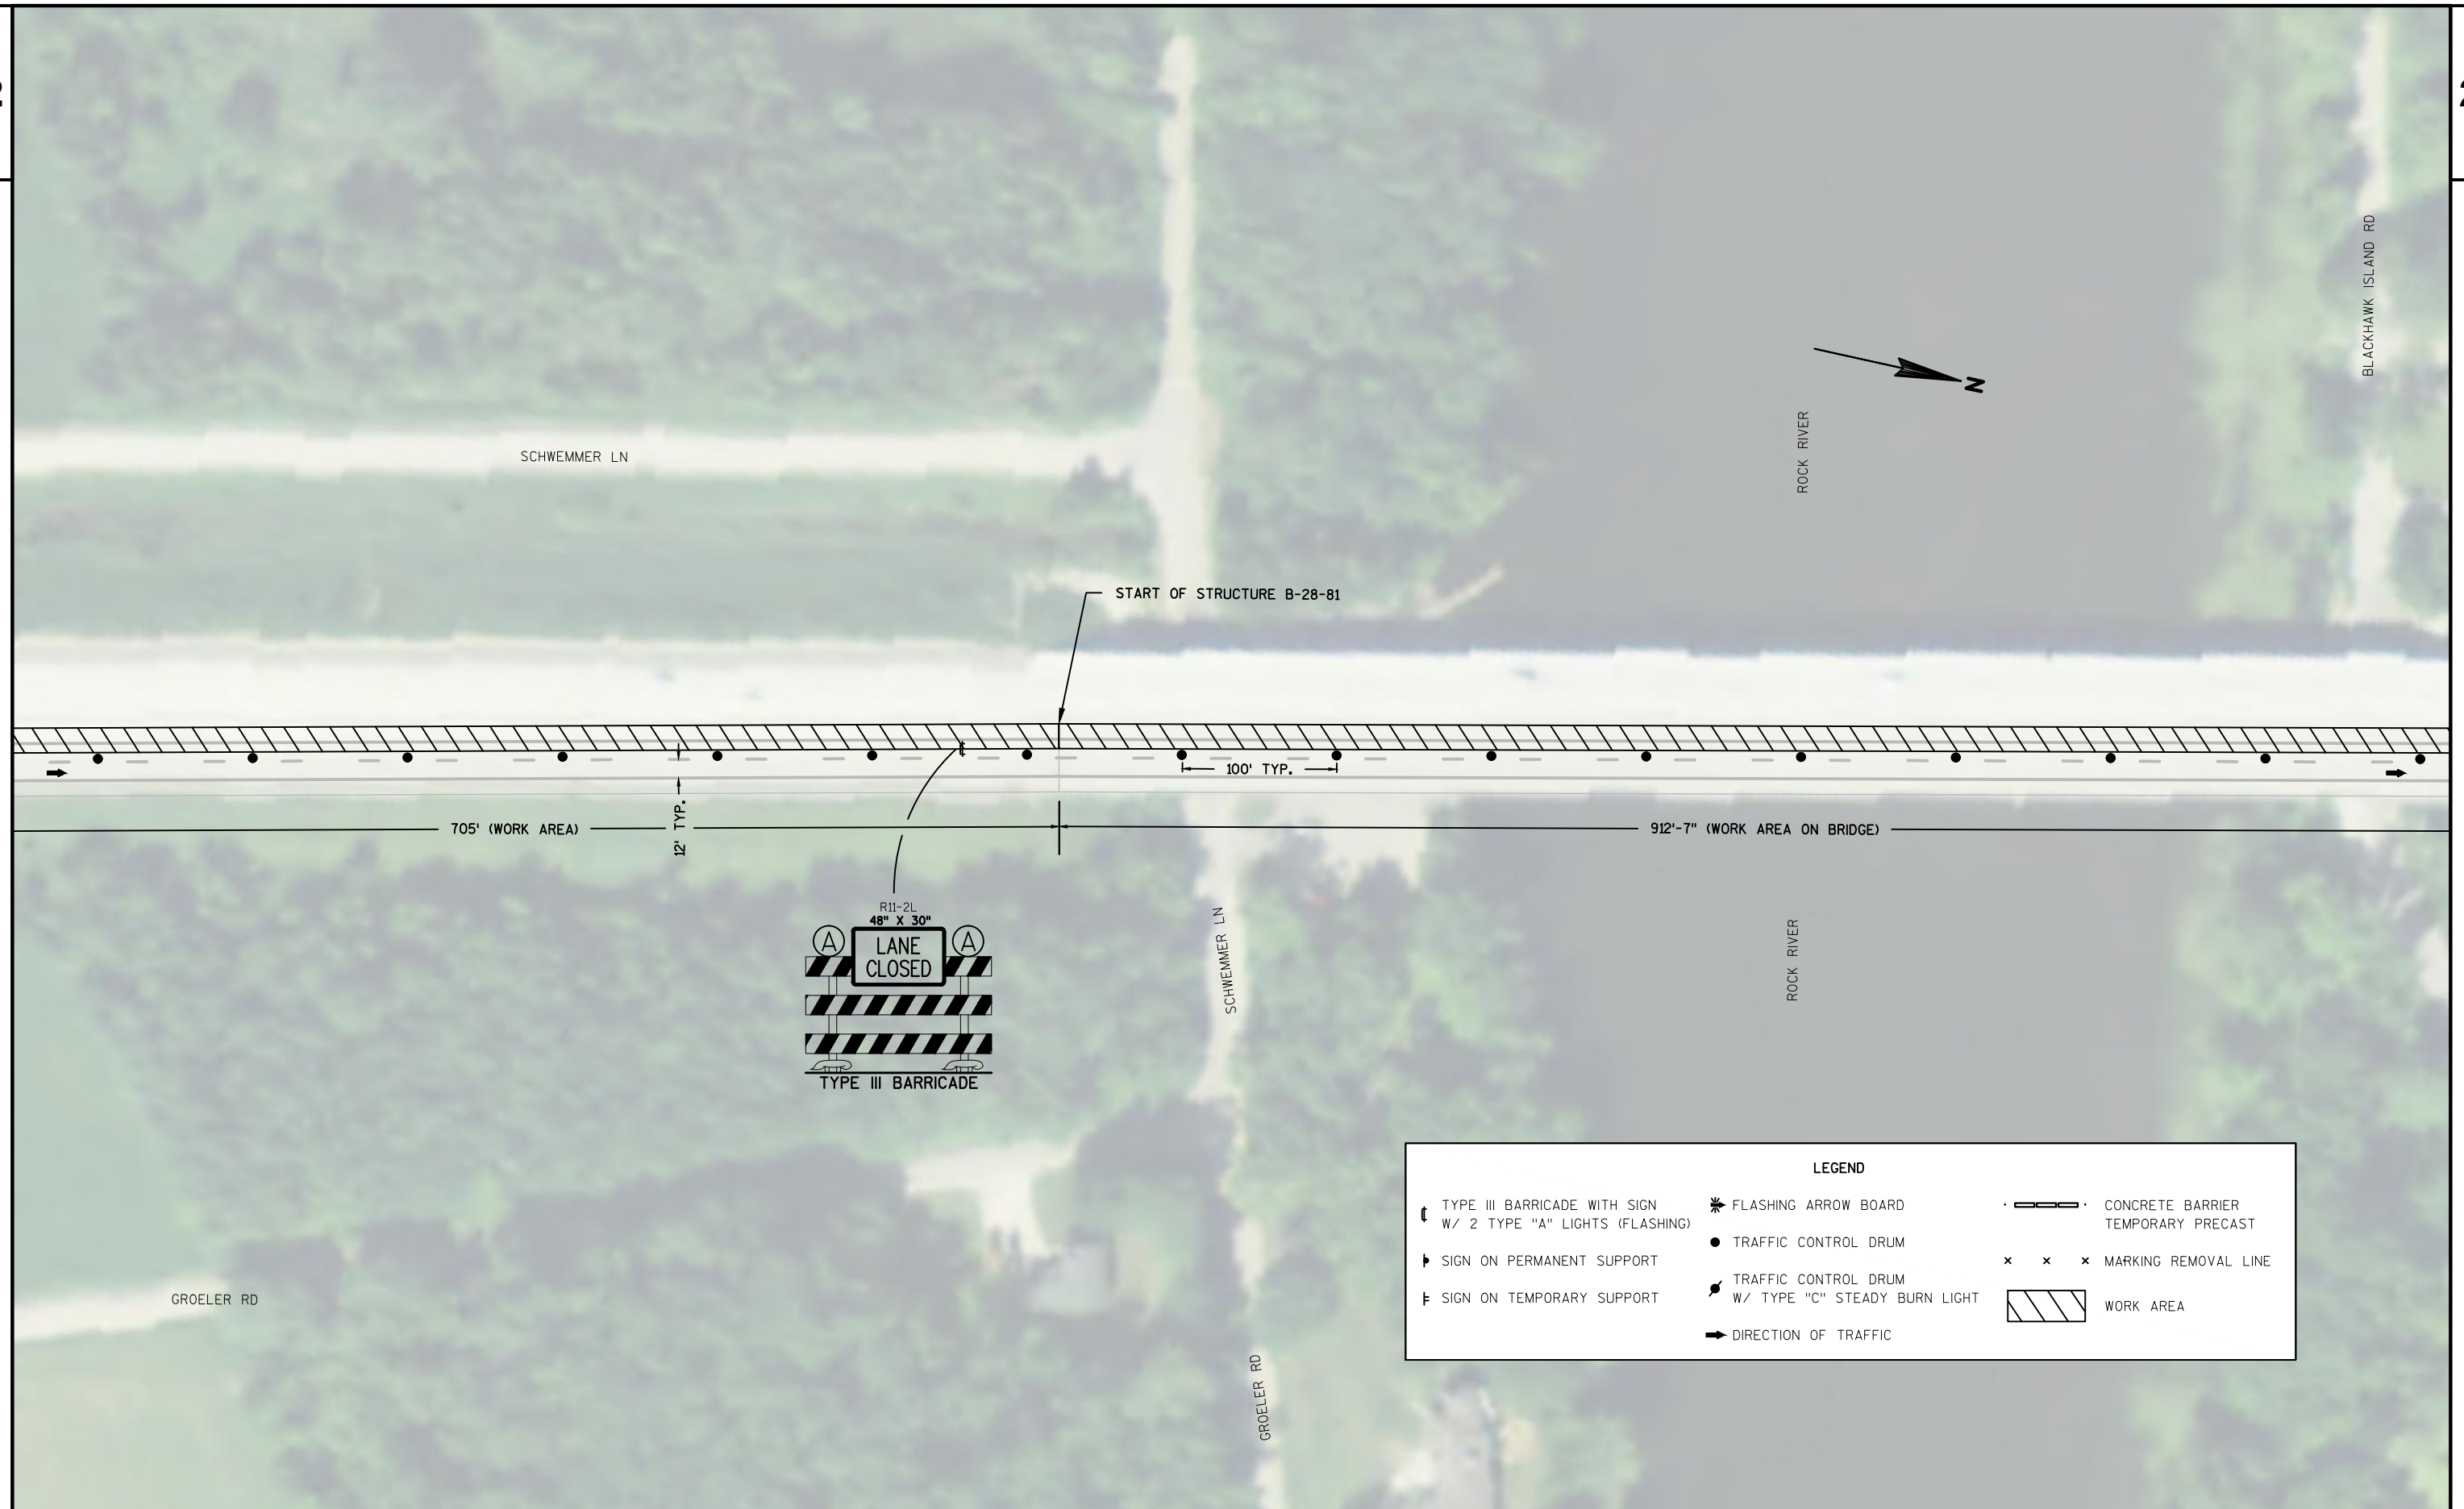 2
BLACKHAWK ISLAND RD
N
ROCK RIVER
SCHWEMMER LN
START OF STRUCTURE B-28-81
100' TYP.
12' TYP.
705' (WORK AREA)
912'-7" (WORK AREA ON BRIDGE)
R11-2L
48" X 30"
A
LANE
CLOSED
A
TYPE III BARRICADE
SCHWEMMER LN
ROCK RIVER
GROELER RD
GROELER RD
LEGEND
TYPE III BARRICADE WITH SIGN
W/ 2 TYPE "A" LIGHTS (FLASHING)
SIGN ON PERMANENT SUPPORT
SIGN ON TEMPORARY SUPPORT
FLASHING ARROW BOARD
TRAFFIC CONTROL DRUM
TRAFFIC CONTROL DRUM
W/ TYPE "C" STEADY BURN LIGHT
DIRECTION OF TRAFFIC
CONCRETE BARRIER
TEMPORARY PRECAST
MARKING REMOVAL LINE
WORK AREA